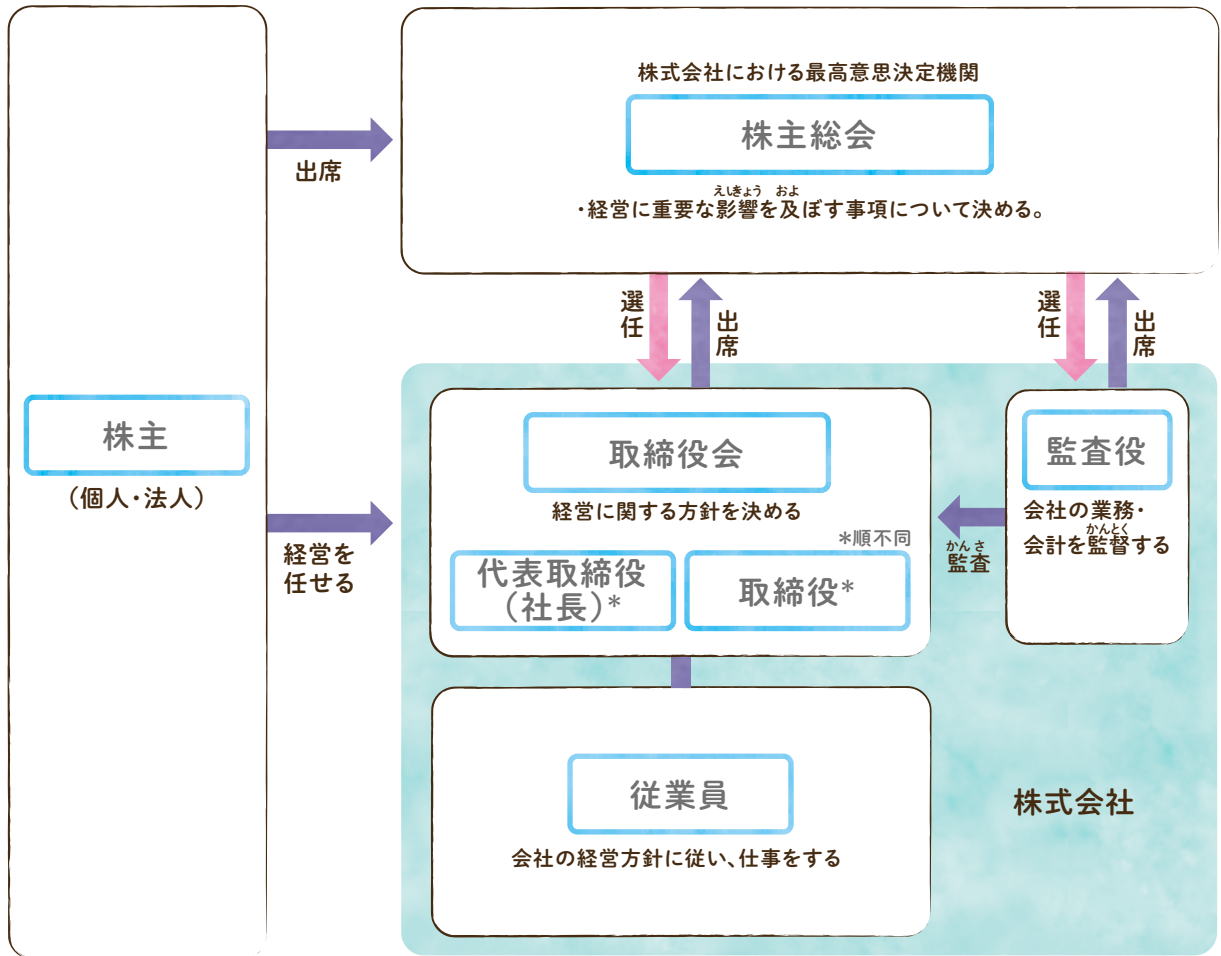 株式会社における最高意思決定機関
株主総会
えいきょう およ
・経営に重要な影響を及ぼす事項について決める。
出席
選任
出席
選任
出席
株主
（個人・法人）
経営を
任せる
取締役会
経営に関する方針を決める
*順不同
代表取締役
（社長）*
取締役*
かんさ
監査
監査役
会社の業務・
かんとく
会計を監督する
従業員
会社の経営方針に従い、仕事をする
株式会社